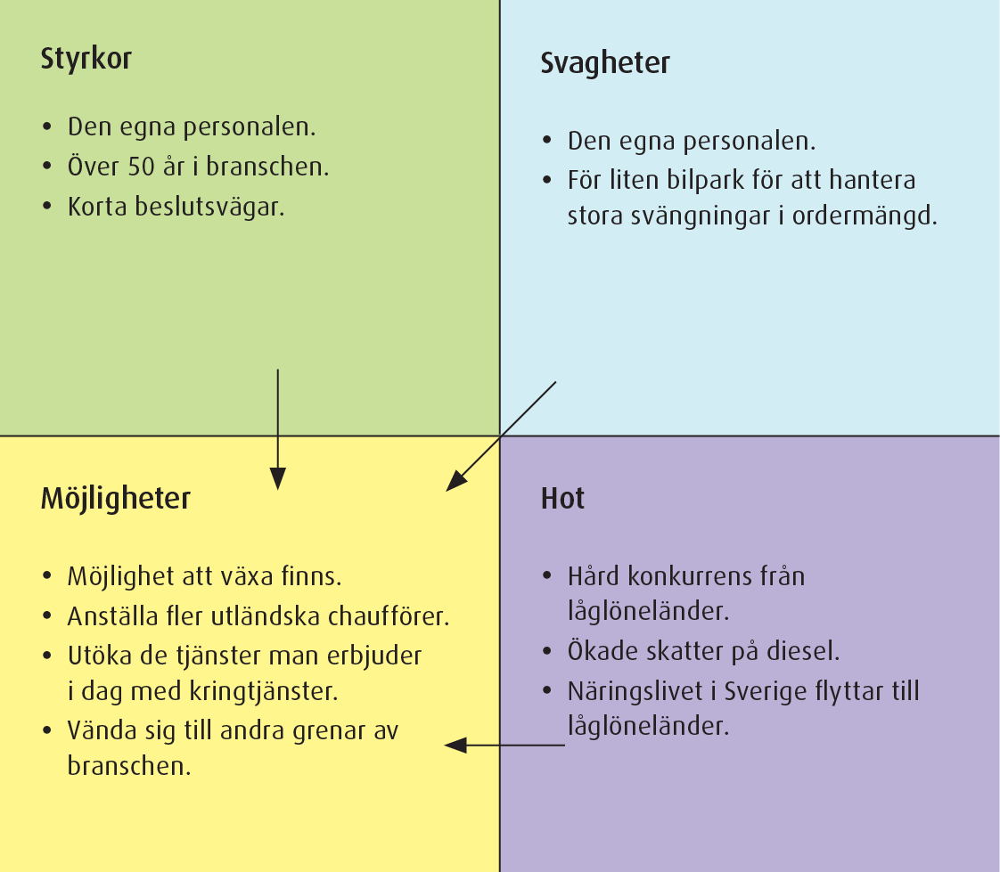 Styrkor
• Den egna personalen.
• Över 50 år i branschen.
• Korta beslutsvägar.
Svagheter
• Den egna personalen.
• För liten bilpark för att hantera
stora svängningar i ordermängd.
Möjligheter
• Möjlighet att växa finns.
• Anställa fler utländska chaufförer.
• Utöka de tjänster man erbjuder
i dag med kringtjänster.
• Vända sig till andra grenar av
branschen.
Hot
• Hård konkurrens från
låglöneländer.
• Ökade skatter på diesel.
• Näringslivet i Sverige flyttar till
låglöneländer.